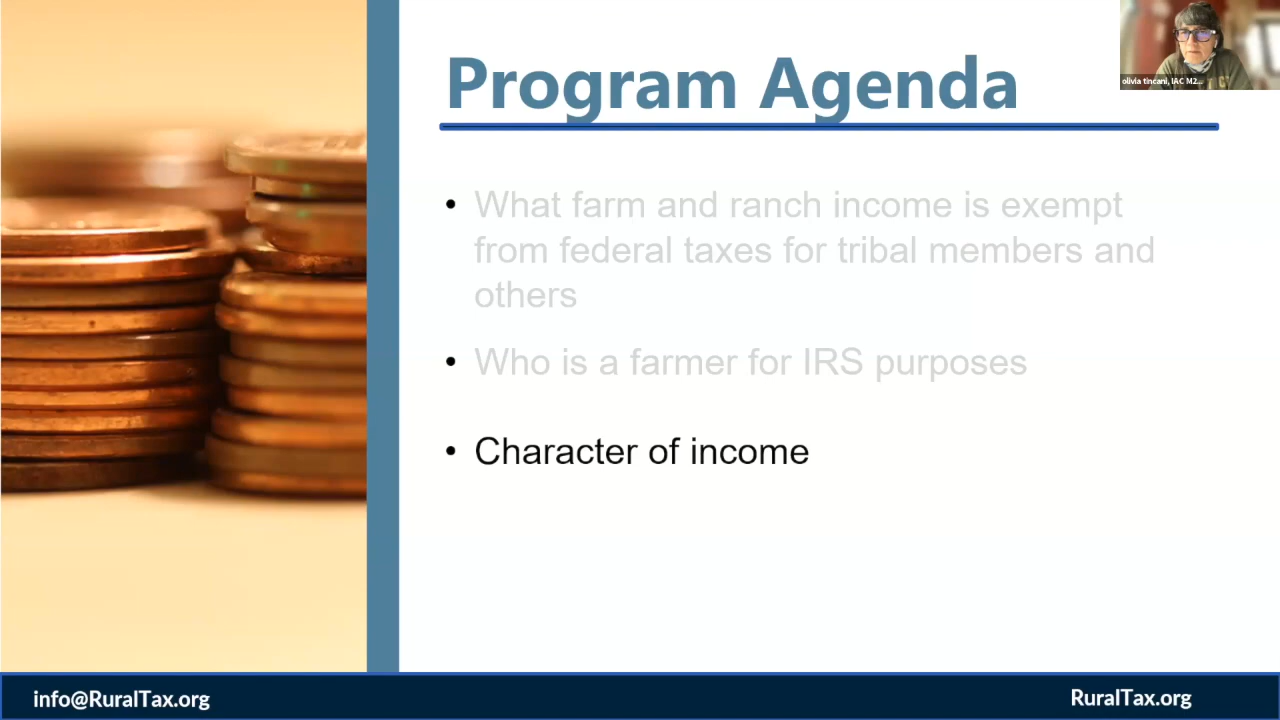 Program Agenda
olivia tincani, IAC M2...
• What farm and ranch income is exempt
from federal taxes for tribal members and
others
• Who is a farmer for IRS purposes
• Character of income
info@RuralTax.org
RuralTax.org